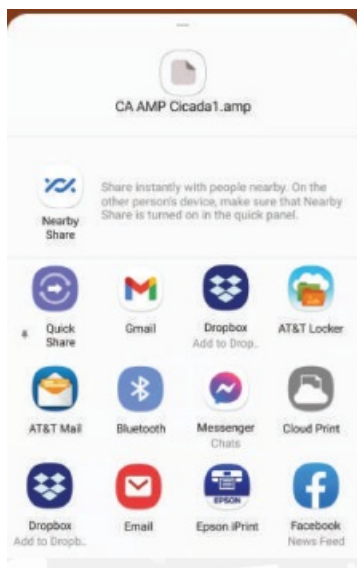 CA AMP Cicada1.amp
Share instantly with people nearby. On the
other person's device, make sure that Nearby
Share is turned on in the quick panel.
Nearby
Share
Quick
Share
Gmail
Dropbox
Add to Drop..
AT&T Locker
AT&T Mail
Bluetooth
Messenger
Chats
Cloud Print
EPSON
Dropbox
Add to Dropb..
Email
Epson iPrint
Facebook
News Feed